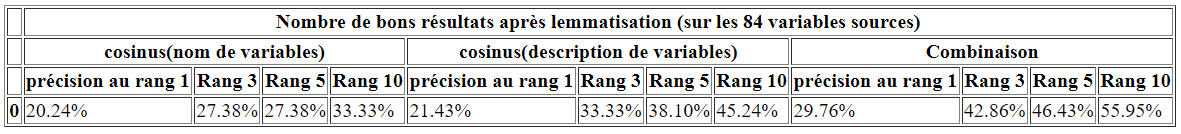 Nombre de bons résultats après lemmatisation (sur les 84 variables sources)
cosinus(nom de variables) cosinus(description de variables) Combinaison
précision au rang 1 Rang 3 Rang 5 Rang 10 précision au rang 1 Rang 3 Rang 5 Rang 10 précision au rang 1 Rang 3 Rang 5 Rang 10
0 20.24% 27.38% 27.38% 33.33% 21.43% 33.33% 38.10% 45.24% 29.76% 42.86% 46.43% 55.95%